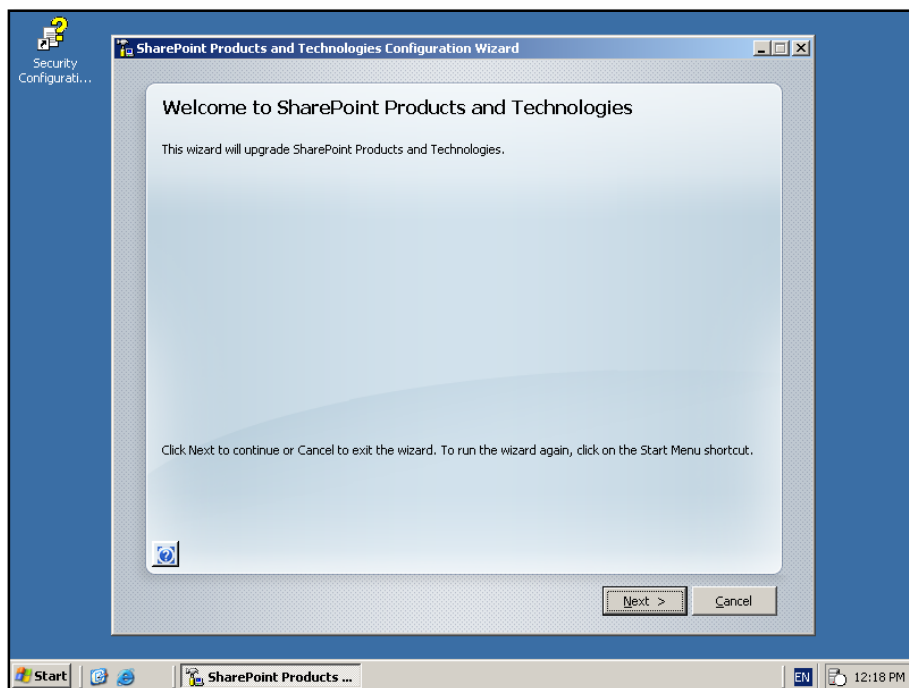 Security
Configurati...
SharePoint Products and Technologies Configuration Wizard
Welcome to SharePoint Products and Technologies
This wizard will upgrade SharePoint Products and Technologies.
Click Next to continue or Cancel to exit the wizard. To run the wizard again, click on the Start Menu shortcut.
Next >
Cancel
Start
SharePoint Products ...
EN
12:18 PM